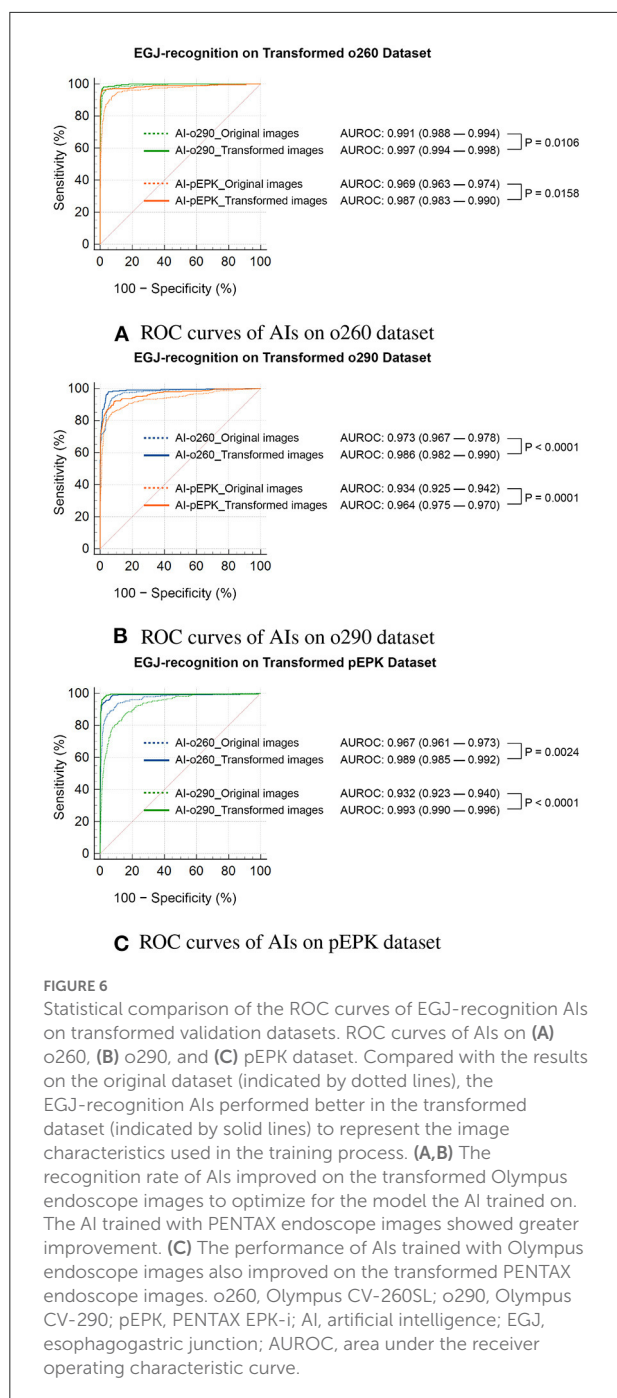 EGJ-recognition on Transformed o260 Dataset
100
80
60
40
20
0
Sensitivity (%)
AI-o290_Original images AUROC: 0.991 (0.988 — 0.994)
AI-o290_Transformed images AUROC: 0.997 (0.994 — 0.998)
P = 0.0106
AI-pEPK_Original images AUROC: 0.969 (0.963 — 0.974)
AI-pEPK_Transformed images AUROC: 0.987 (0.983 — 0.990)
P = 0.0158
0 20 40 60 80 100
100 − Specificity (%)
A ROC curves of AIs on o260 dataset
EGJ-recognition on Transformed o290 Dataset
100
80
60
40
20
0
Sensitivity (%)
AI-o260_Original images AUROC: 0.973 (0.967 — 0.978)
AI-o260_Transformed images AUROC: 0.986 (0.982 — 0.990)
P < 0.0001
AI-pEPK_Original images AUROC: 0.934 (0.925 — 0.942)
AI-pEPK_Transformed images AUROC: 0.964 (0.975 — 0.970)
P = 0.0001
0 20 40 60 80 100
100 − Specificity (%)
B ROC curves of AIs on o290 dataset
EGJ-recognition on Transformed pEPK Dataset
100
80
60
40
20
0
Sensitivity (%)
AI-o260_Original images AUROC: 0.967 (0.961 — 0.973)
AI-o260_Transformed images AUROC: 0.989 (0.985 — 0.992)
P = 0.0024
AI-o290_Original images AUROC: 0.932 (0.923 — 0.940)
AI-o290_Transformed images AUROC: 0.993 (0.990 — 0.996)
P < 0.0001
0 20 40 60 80 100
100 − Specificity (%)
C ROC curves of AIs on pEPK dataset
FIGURE 6
Statistical comparison of the ROC curves of EGJ-recognition AIs
on transformed validation datasets. ROC curves of AIs on (A)
o260, (B) o290, and (C) pEPK dataset. Compared with the results
on the original dataset (indicated by dotted lines), the
EGJ-recognition AIs performed better in the transformed
dataset (indicated by solid lines) to represent the image
characteristics used in the training process. (A,B) The
recognition rate of AIs improved on the transformed Olympus
endoscope images to optimize for the model the AI trained on.
The AI trained with PENTAX endoscope images showed greater
improvement. (C) The performance of AIs trained with Olympus
endoscope images also improved on the transformed PENTAX
endoscope images. o260, Olympus CV-260SL; o290, Olympus
CV-290; pEPK, PENTAX EPK-i; AI, artificial intelligence; EGJ,
esophagogastric junction; AUROC, area under the receiver
operating characteristic curve.